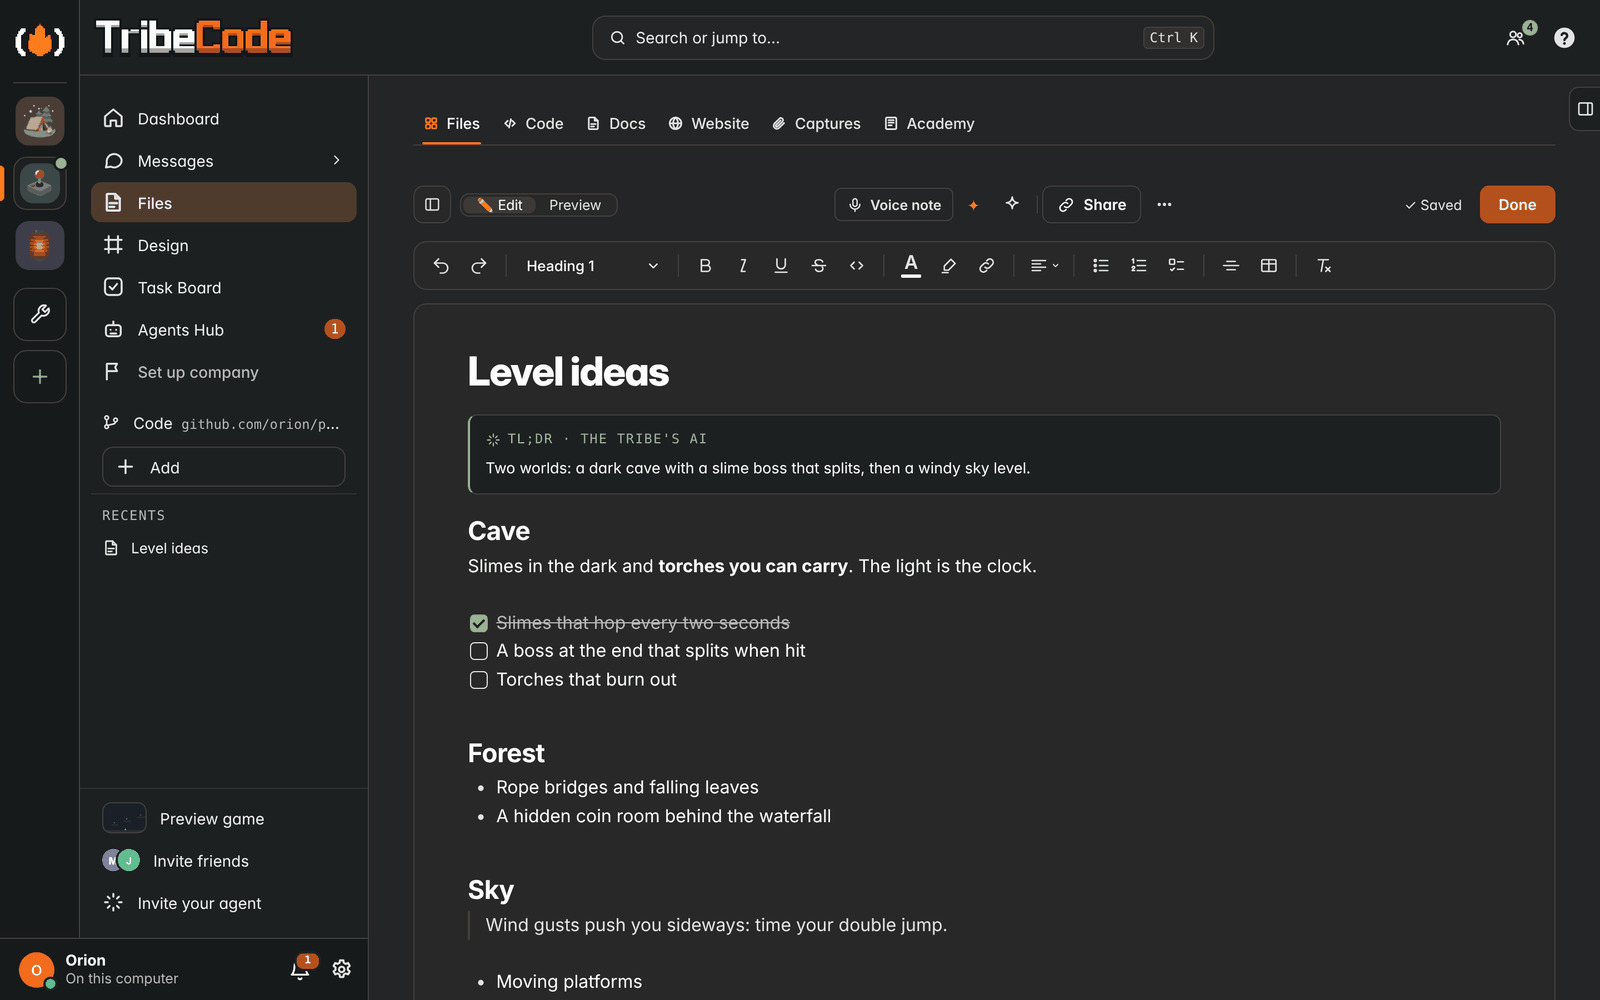 TribeCode
Search or jump to...
Ctrl K
4
?
Dashboard
Messages
Files
Design
Task Board
Agents Hub
1
Set up company
Code github.com/orion/p...
Add
RECENTS
Level ideas
Preview game
M J Invite friends
Invite your agent
O
Orion
On this computer
1
Files
Code
Docs
Website
Captures
Academy
Edit
Preview
Voice note
Share
Saved
Done
Heading 1
B I U S A
Level ideas
TL;DR · THE TRIBE'S AI
Two worlds: a dark cave with a slime boss that splits, then a windy sky level.
Cave
Slimes in the dark and torches you can carry. The light is the clock.
Slimes that hop every two seconds
A boss at the end that splits when hit
Torches that burn out
Forest
• Rope bridges and falling leaves
• A hidden coin room behind the waterfall
Sky
Wind gusts push you sideways: time your double jump.
• Moving platforms